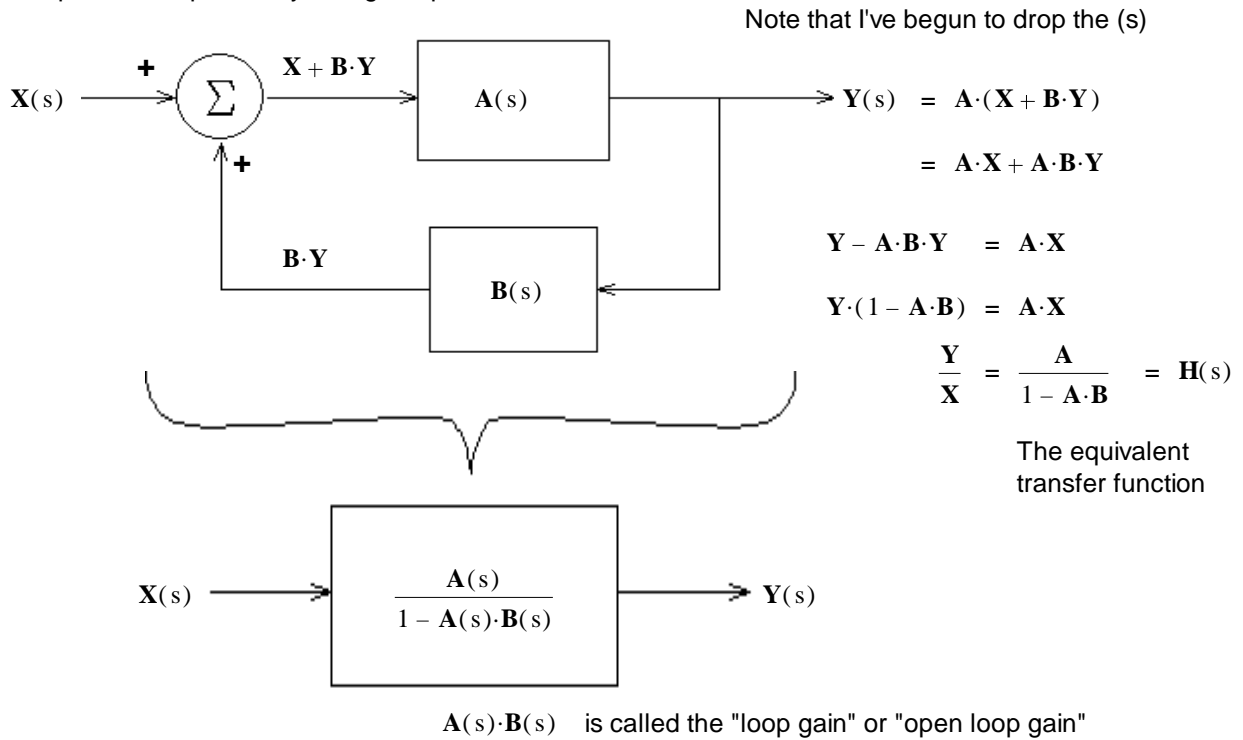 Note that I've begun to drop the (s)
+ X + B·Y
X(s) Σ A(s) Y(s) = A·(X + B·Y)
+
= A·X + A·B·Y
B·Y Y – A·B·Y = A·X
B(s)
Y·(1 – A·B) = A·X
Y/X = A/(1 – A·B) = H(s)
The equivalent
transfer function
X(s) A(s)/(1 – A(s)·B(s)) Y(s)
A(s)·B(s) is called the "loop gain" or "open loop gain"